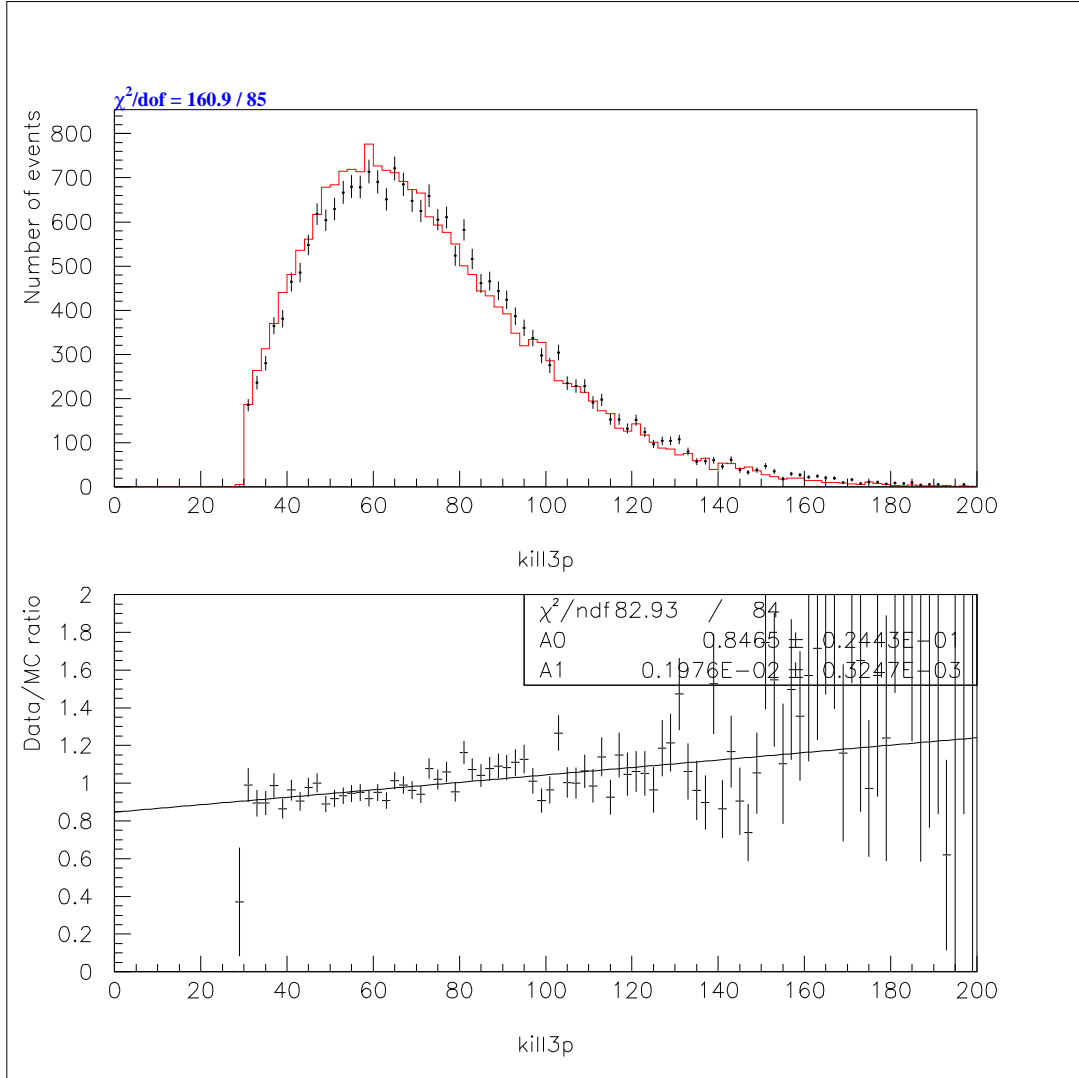 χ²/dof = 160.9 / 85
Number of events
800
700
600
500
400
300
200
100
0
0 20 40 60 80 100 120 140 160 180 200
kill3p
Data/MC ratio
2
1.8
1.6
1.4
1.2
1
0.8
0.6
0.4
0.2
0
χ²/ndf 82.93 / 84
A0 0.8465 ± 0.2443E-01
A1 0.1976E-02 ± 0.3247E-03
0 20 40 60 80 100 120 140 160 180 200
kill3p